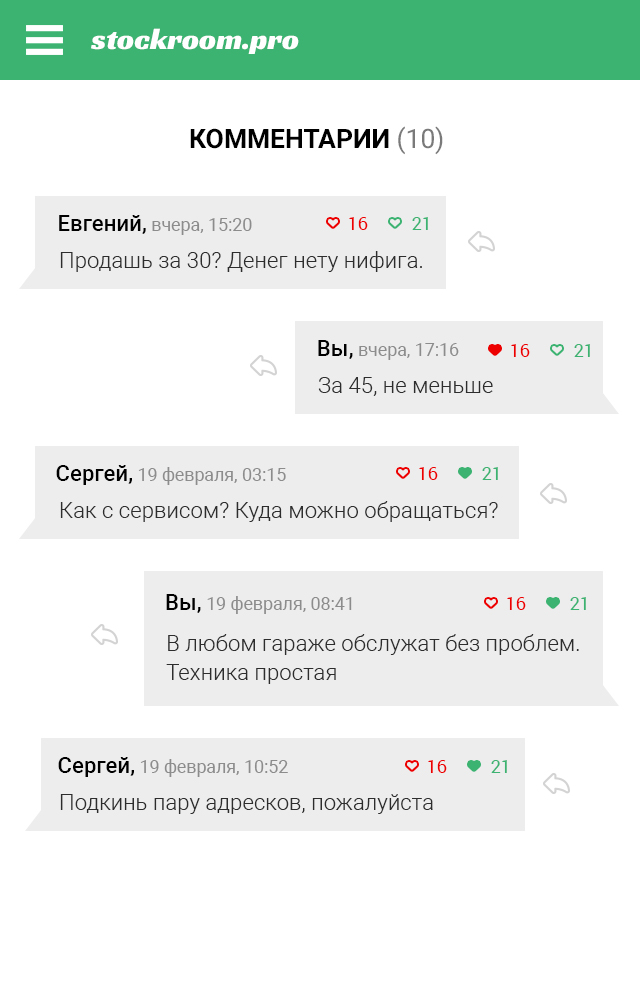 stockroom.pro
КОММЕНТАРИИ (10)
Евгений, вчера, 15:20 16 21
Продашь за 30? Денег нету нифига.
Вы, вчера, 17:16 16 21
За 45, не меньше
Сергей, 19 февраля, 03:15 16 21
Как с сервисом? Куда можно обращаться?
Вы, 19 февраля, 08:41 16 21
В любом гараже обслужат без проблем.
Техника простая
Сергей, 19 февраля, 10:52 16 21
Подкинь пару адресков, пожалуйста